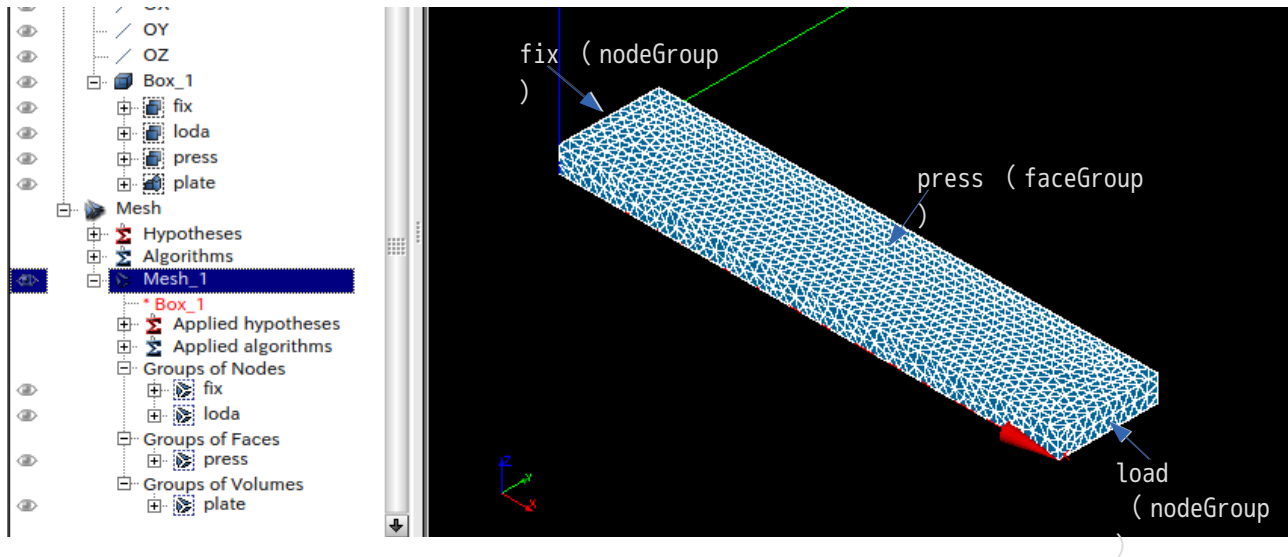 OX
OY
OZ
Box_1
fix
loda
press
plate
Mesh
Hypotheses
Algorithms
Mesh_1
* Box_1
Applied hypotheses
Applied algorithms
Groups of Nodes
fix
loda
Groups of Faces
press
Groups of Volumes
plate
fix （nodeGroup
）
press （faceGroup
）
load
（nodeGroup
）
Z
Y
X